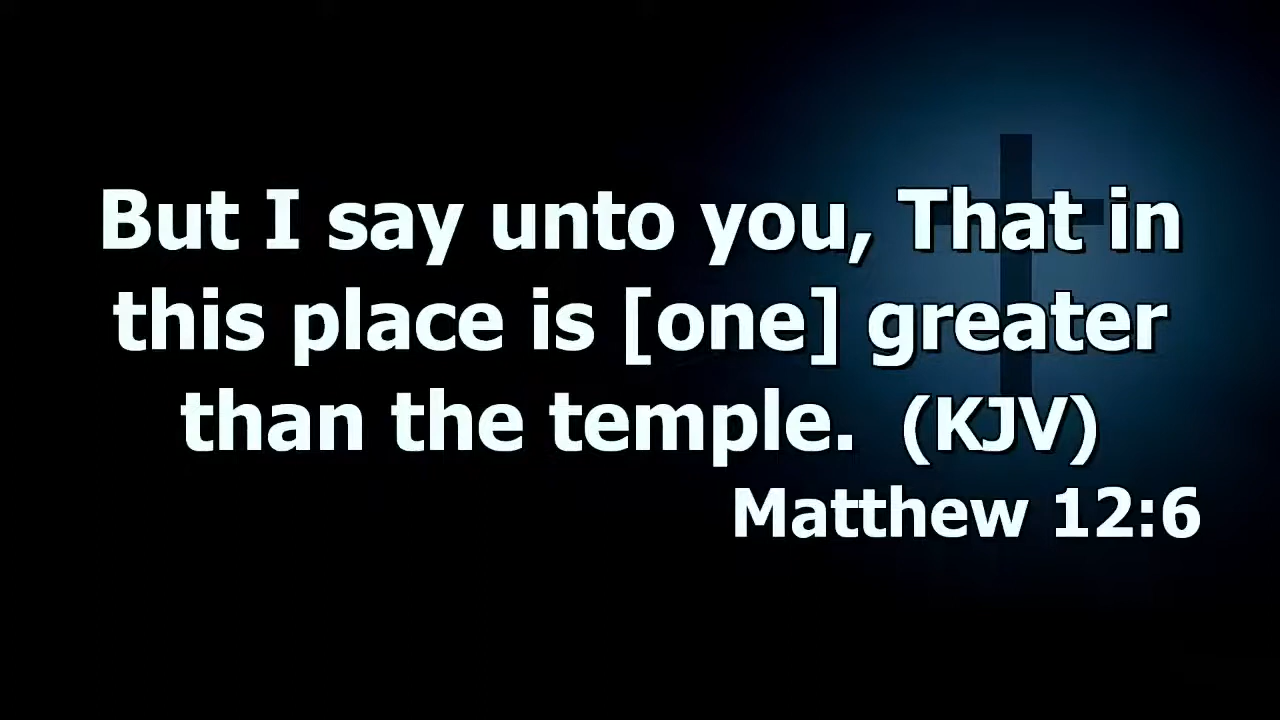 But I say unto you, That in
this place is [one] greater
than the temple. (KJV)
Matthew 12:6